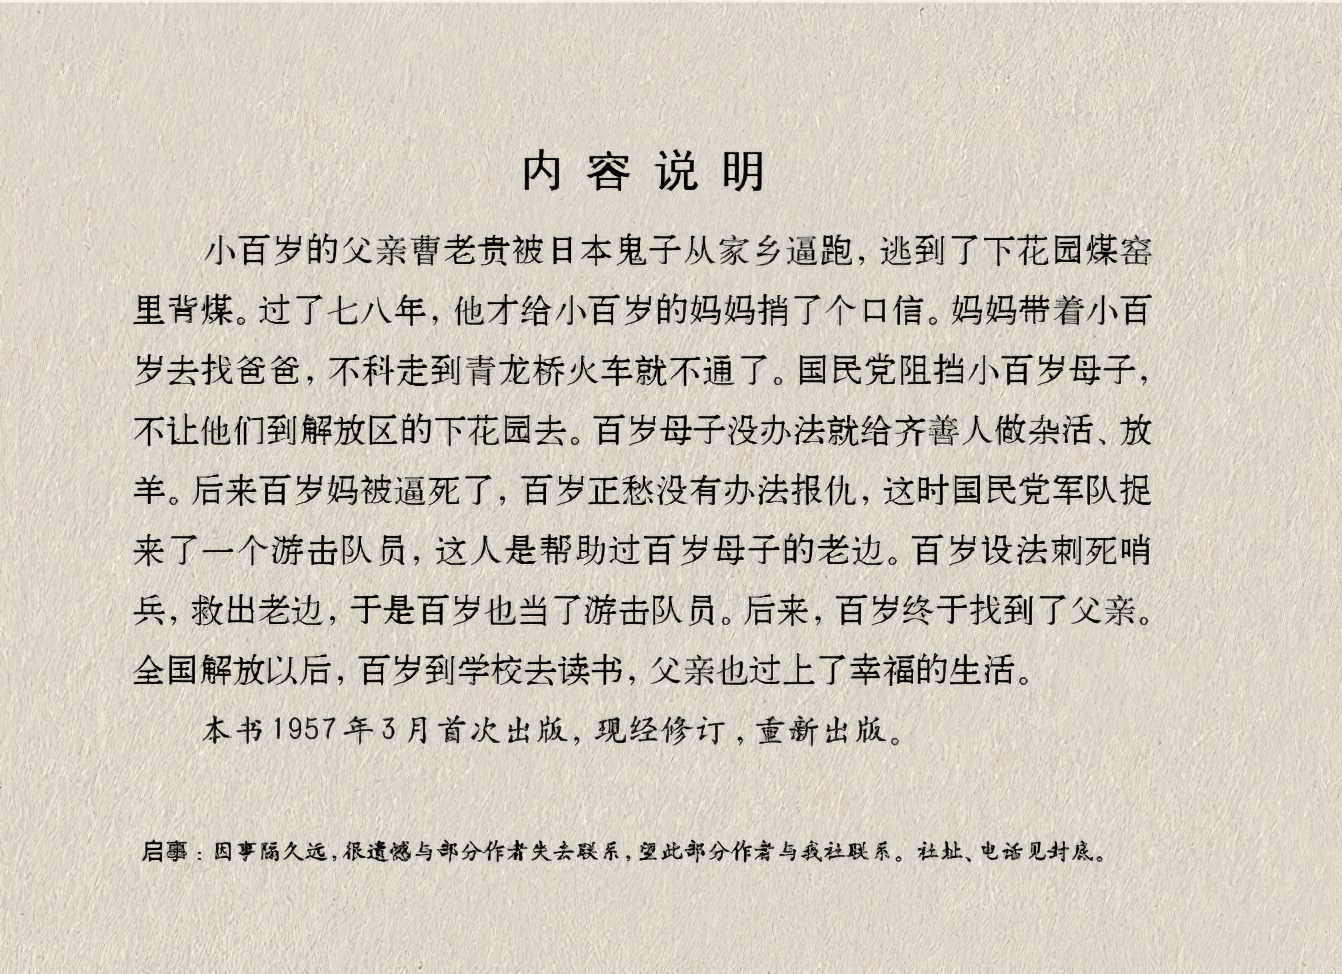 内容说明
小百岁的父亲曹老贵被日本鬼子从家乡逼跑，逃到了下花园煤窑
里背煤。过了七八年，他才给小百岁的妈妈捎了个口信。妈妈带着小百
岁去找爸爸，不料走到青龙桥火车就不通了。国民党阻挡小百岁母子，
不让他们到解放区的下花园去。百岁母子没办法就给齐善人做杂活、放
羊。后来百岁妈被逼死了，百岁正愁没有办法报仇，这时国民党军队捉
来了一个游击队员，这人是帮助过百岁母子的老边。百岁设法刺死哨
兵，救出老边，于是百岁也当了游击队员。后来，百岁终于找到了父亲。
全国解放以后，百岁到学校去读书，父亲也过上了幸福的生活。
本书1957年3月首次出版，现经修订，重新出版。
启事：因事隔久远，很遗憾与部分作者失去联系，望此部分作者与我社联系。社址、电话见封底。